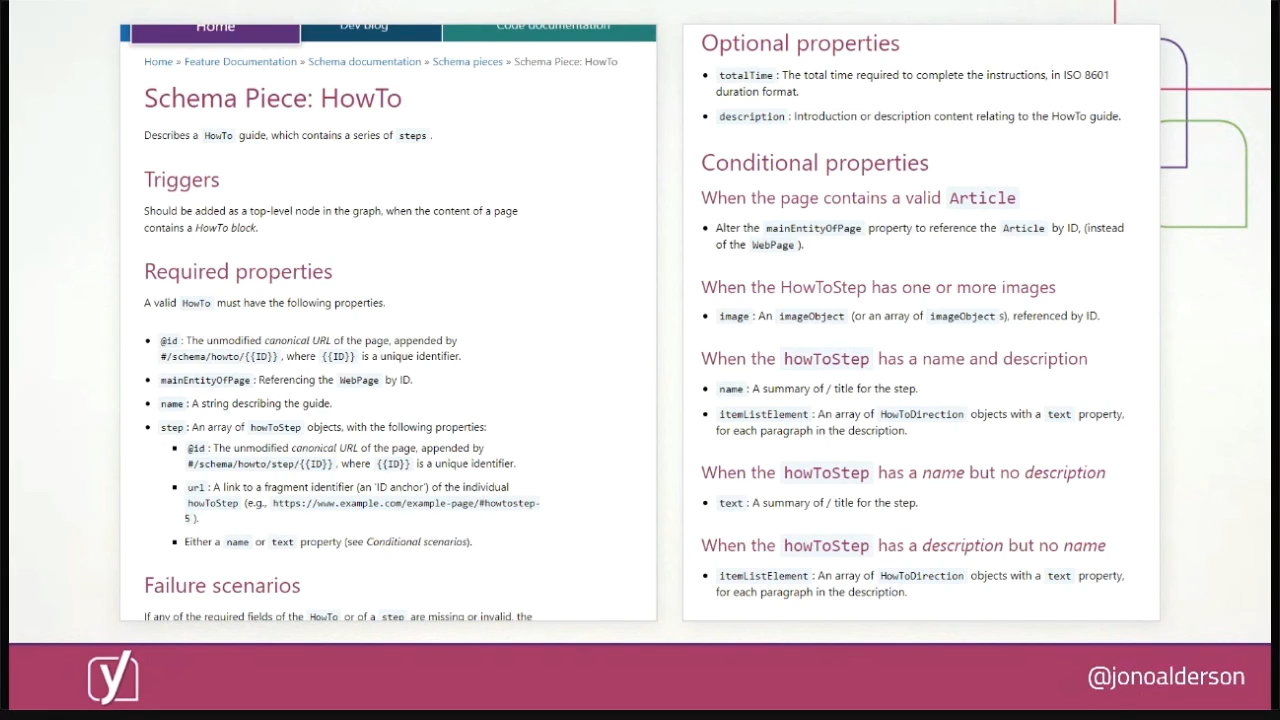 Home
Dev blog
Code documentation
Home » Feature Documentation » Schema documentation » Schema pieces » Schema Piece: HowTo
Schema Piece: HowTo
Describes a HowTo guide, which contains a series of steps .
Triggers
Should be added as a top-level node in the graph, when the content of a page
contains a HowTo block.
Required properties
A valid HowTo must have the following properties.
• @id : The unmodified canonical URL of the page, appended by
#/schema/howto/{{ID}} , where {{ID}} is a unique identifier.
• mainEntityOfPage : Referencing the WebPage by ID.
• name : A string describing the guide.
• step : An array of howToStep objects, with the following properties:
▪ @id : The unmodified canonical URL of the page, appended by
#/schema/howto/step/{{ID}} , where {{ID}} is a unique identifier.
▪ url : A link to a fragment identifier (an 'ID anchor') of the individual
howToStep (e.g., https://www.example.com/example-page/#howtostep-
5 ).
▪ Either a name or text property (see Conditional scenarios).
Failure scenarios
If any of the required fields of the HowTo or of a step are missing or invalid, the
Optional properties
• totalTime : The total time required to complete the instructions, in ISO 8601
duration format.
• description : Introduction or description content relating to the HowTo guide.
Conditional properties
When the page contains a valid Article
• Alter the mainEntityOfPage property to reference the Article by ID, (instead
of the WebPage ).
When the HowToStep has one or more images
• image : An imageObject (or an array of imageObject s), referenced by ID.
When the howToStep has a name and description
• name : A summary of / title for the step.
• itemListElement : An array of HowToDirection objects with a text property,
for each paragraph in the description.
When the howToStep has a name but no description
• text : A summary of / title for the step.
When the howToStep has a description but no name
• itemListElement : An array of HowToDirection objects with a text property,
for each paragraph in the description.
y
@jonoalderson